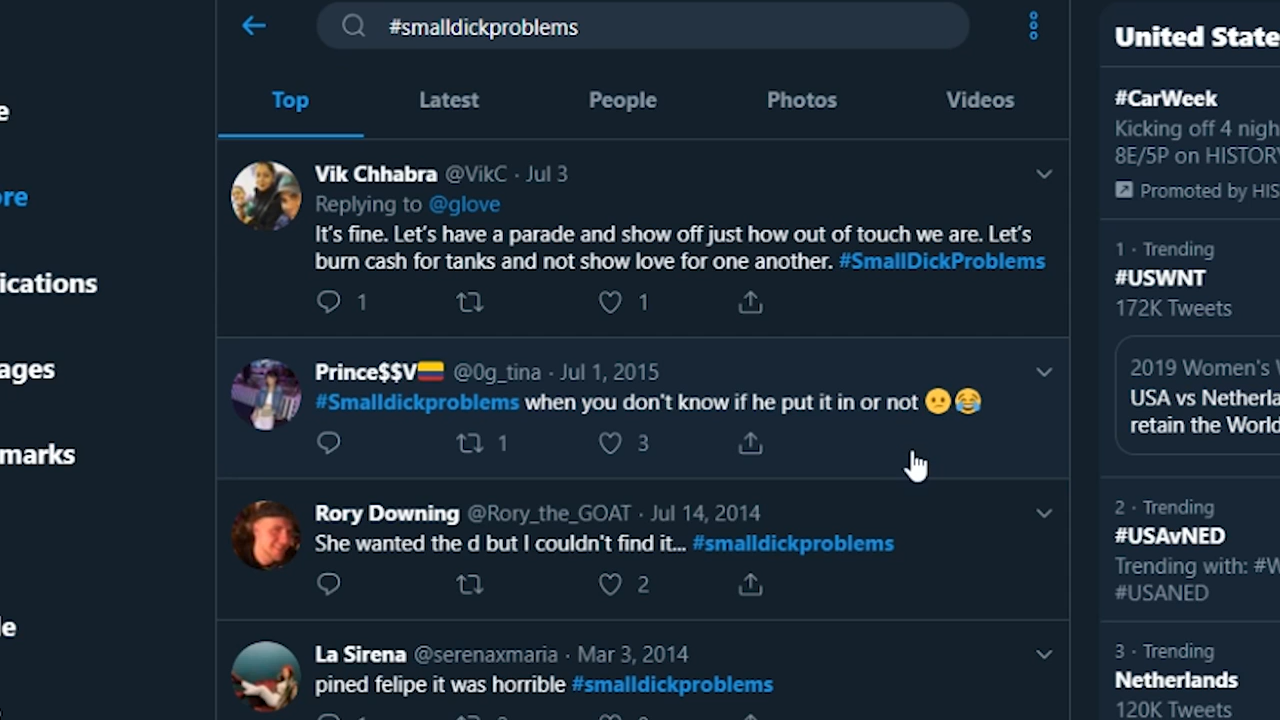 #smalldickproblems
Top Latest People Photos Videos
Vik Chhabra @VikC · Jul 3
Replying to @glove
It's fine. Let's have a parade and show off just how out of touch we are. Let's
burn cash for tanks and not show love for one another. #SmallDickProblems
1 1
Prince$$V🇨🇴 @0g_tina · Jul 1, 2015
#Smalldickproblems when you don't know if he put it in or not 😕😂
1 3
Rory Downing @Rory_the_GOAT · Jul 14, 2014
She wanted the d but I couldn't find it... #smalldickproblems
2
La Sirena @serenaxmaria · Mar 3, 2014
pined felipe it was horrible #smalldickproblems
e
ore
ications
ages
marks
le
United State
#CarWeek
Kicking off 4 nigh
8E/5P on HISTORY
Promoted by HIS
1 · Trending
#USWNT
172K Tweets
2019 Women's W
USA vs Netherla
retain the World
2 · Trending
#USAvNED
Trending with: #W
#USANED
3 · Trending
Netherlands
120K Tweets